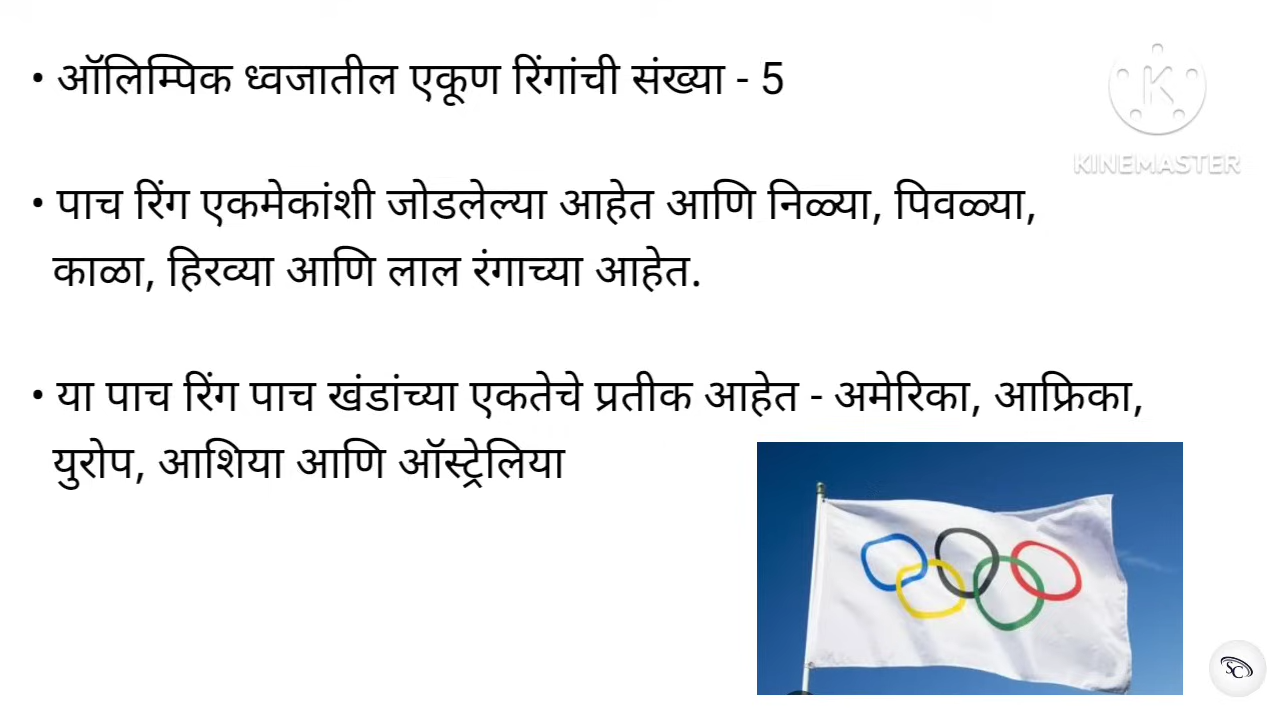 • ऑलिम्पिक ध्वजातील एकूण रिंगांची संख्या - 5
K
KINEMASTER
• पाच रिंग एकमेकांशी जोडलेल्या आहेत आणि निळ्या, पिवळ्या,
काळा, हिरव्या आणि लाल रंगाच्या आहेत.
• या पाच रिंग पाच खंडांच्या एकतेचे प्रतीक आहेत - अमेरिका, आफ्रिका,
युरोप, आशिया आणि ऑस्ट्रेलिया
SC